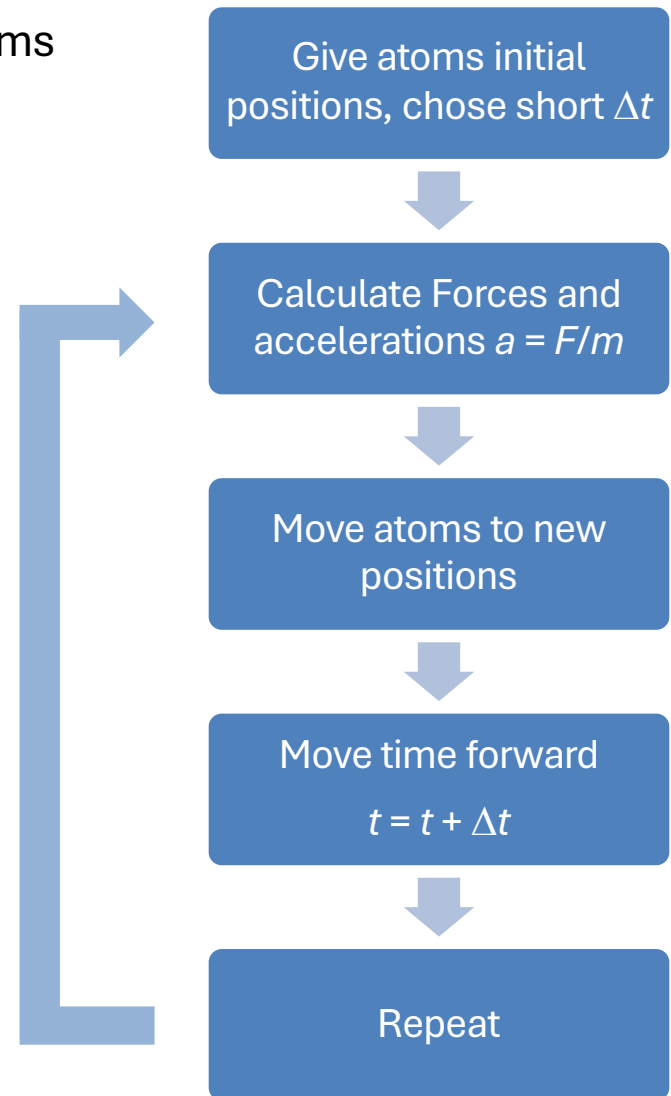 ms
Give atoms initial
positions, chose short Δt
Calculate Forces and
accelerations a = F/m
Move atoms to new
positions
Move time forward
t = t + Δt
Repeat